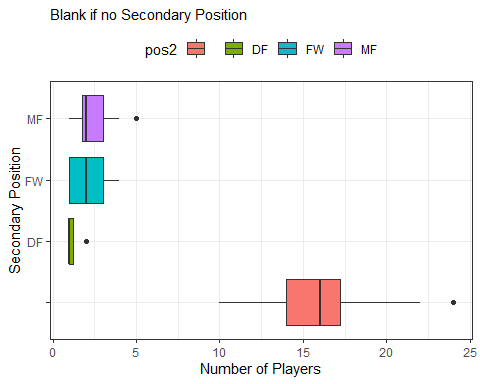 Blank if no Secondary Position
pos2 DF FW MF
Secondary Position
MF
FW
DF
0 5 10 15 20 25
Number of Players